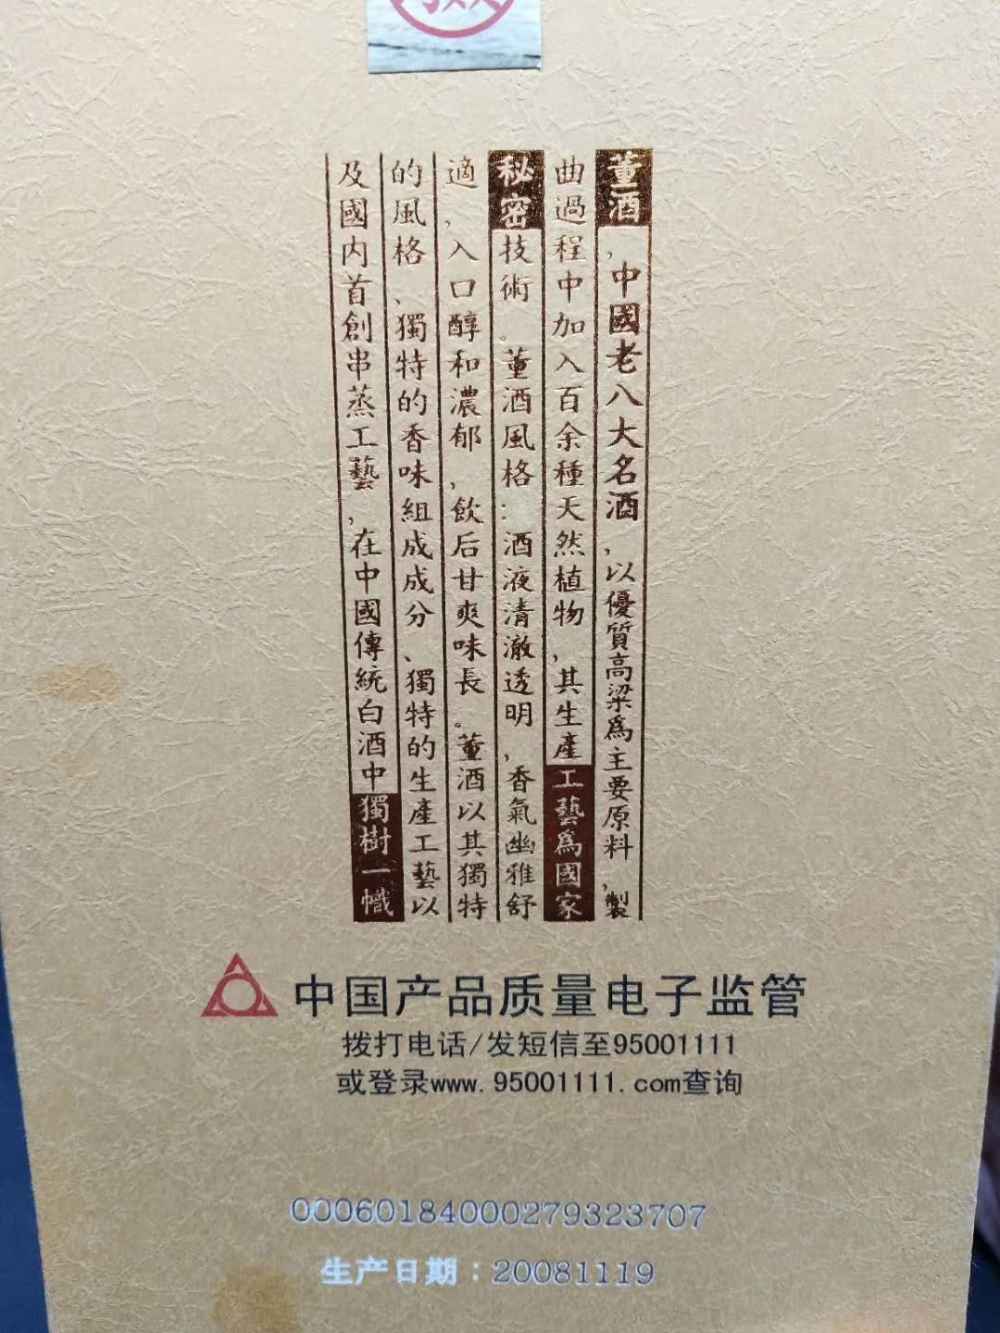 董酒，中國老八大名酒，以優質高粱爲主要原料，製
曲過程中加入百余種天然植物，其生產工藝爲國家
秘密技術。董酒風格：酒液清澈透明，香氣幽雅舒
適，入口醇和濃郁，飲后甘爽味長。董酒以其獨特
的風格、獨特的香味組成成分、獨特的生產工藝以
及國内首創串蒸工藝，在中國傳統白酒中獨樹一幟
中国产品质量电子监管
拨打电话/发短信至95001111
或登录www.95001111.com查询
00060184000279323707
生产日期：20081119